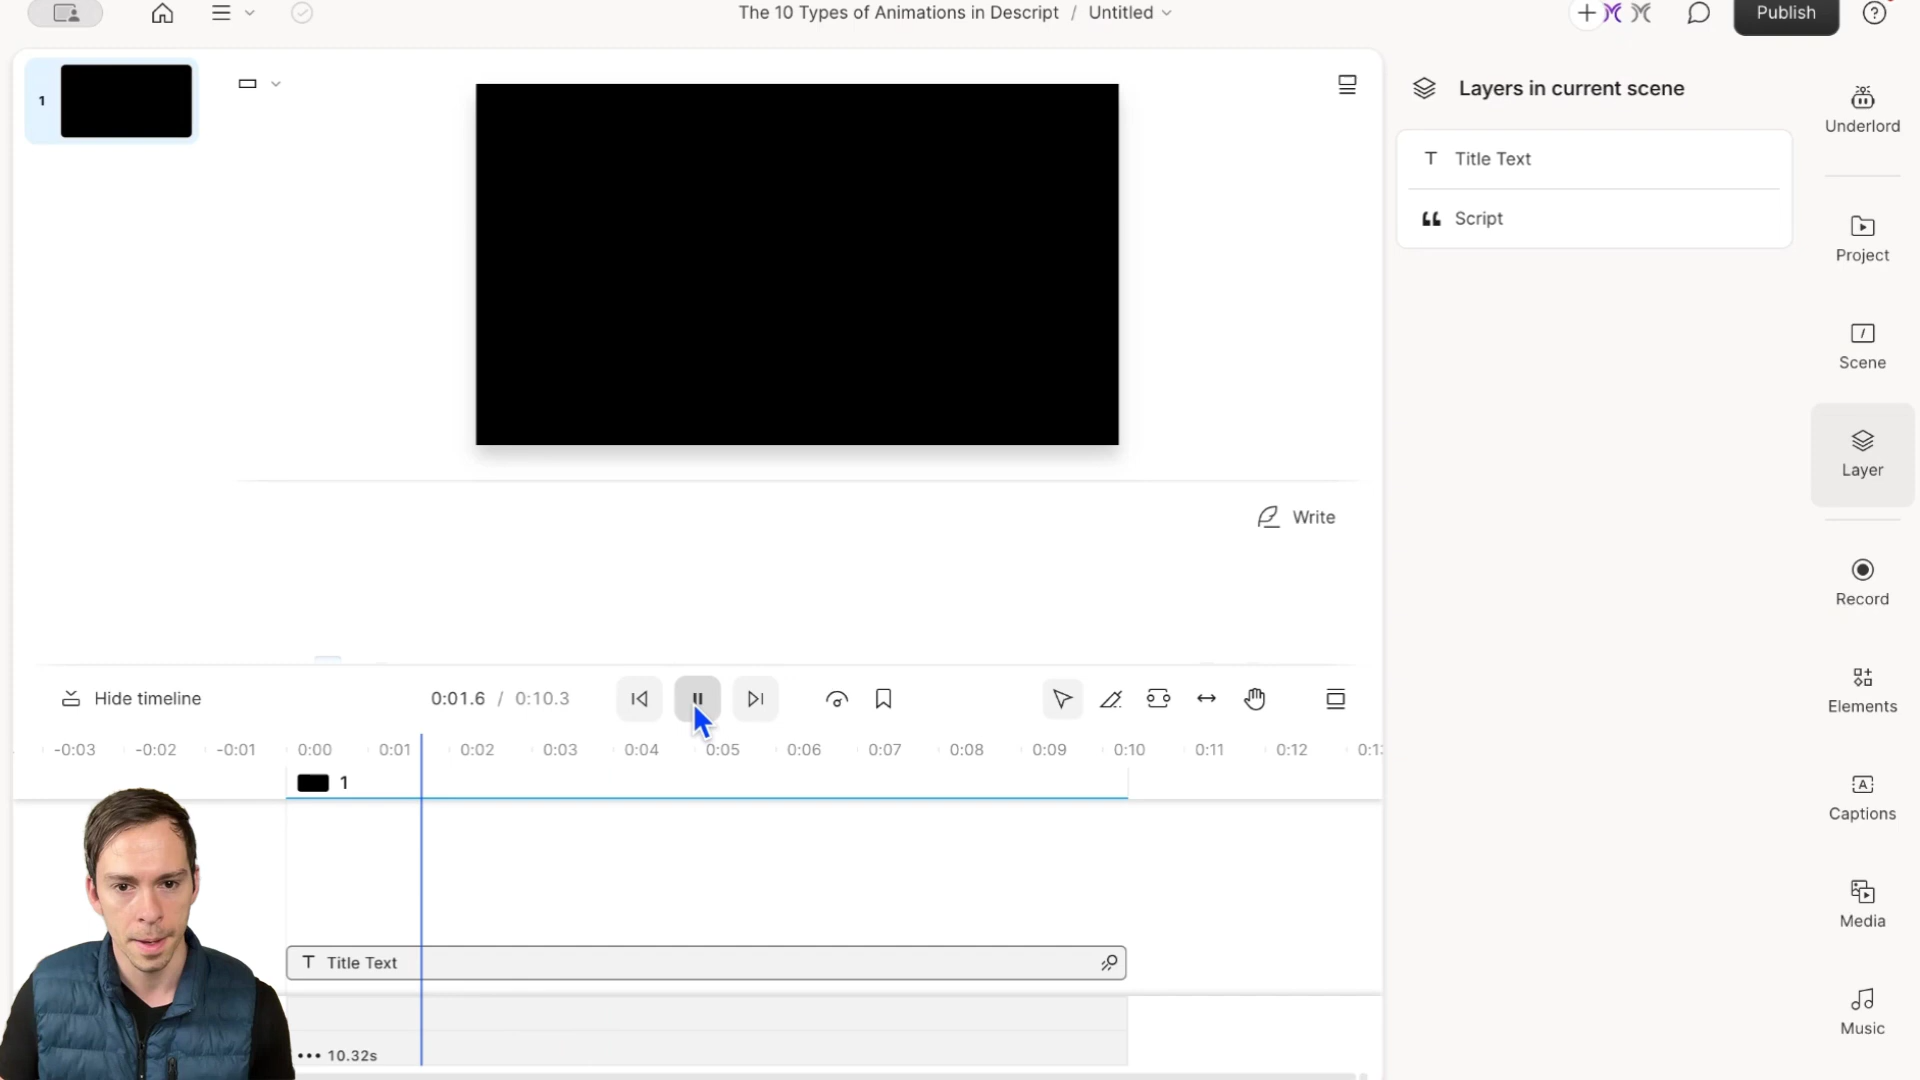 The 10 Types of Animations in Descript / Untitled
Publish
1
Layers in current scene
Title Text
Script
Underlord
Project
Scene
Layer
Record
Elements
Captions
Media
Music
Write
Hide timeline
0:01.6 / 0:10.3
-0:03 -0:02 -0:01 0:00 0:01 0:02 0:03 0:04 0:05 0:06 0:07 0:08 0:09 0:10 0:11 0:12
1
Title Text
••• 10.32s